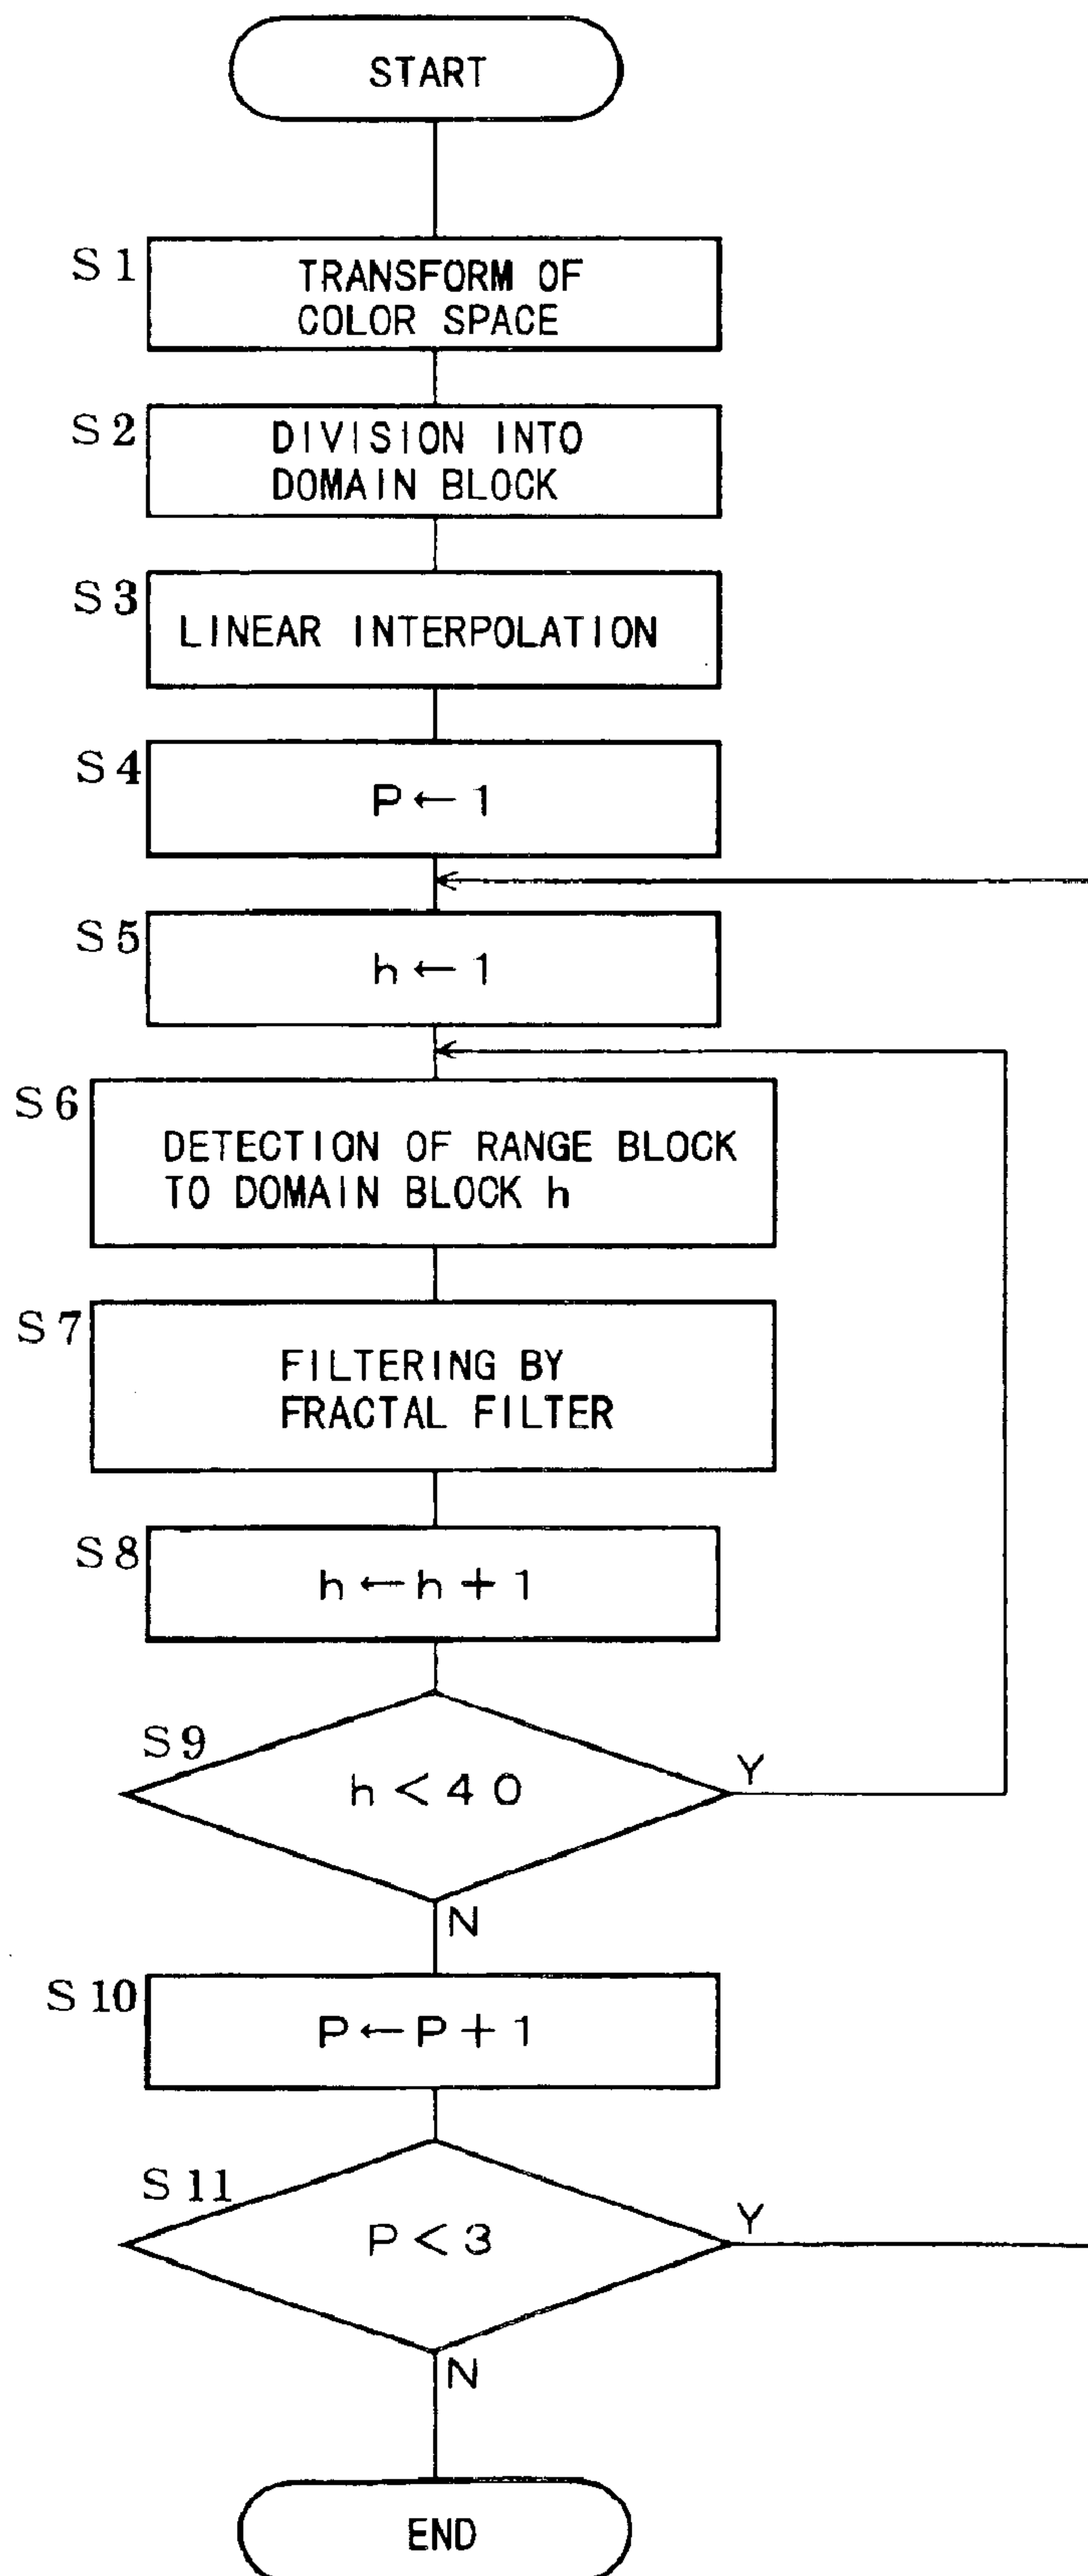 START
S1
TRANSFORM OF
COLOR SPACE
S2
DIVISION INTO
DOMAIN BLOCK
S3
LINEAR INTERPOLATION
S4
P ← 1
S5
h ← 1
S6
DETECTION OF RANGE BLOCK
TO DOMAIN BLOCK h
S7
FILTERING BY
FRACTAL FILTER
S8
h ← h + 1
S9
h < 40
Y
N
S10
P ← P + 1
S11
P < 3
Y
N
END